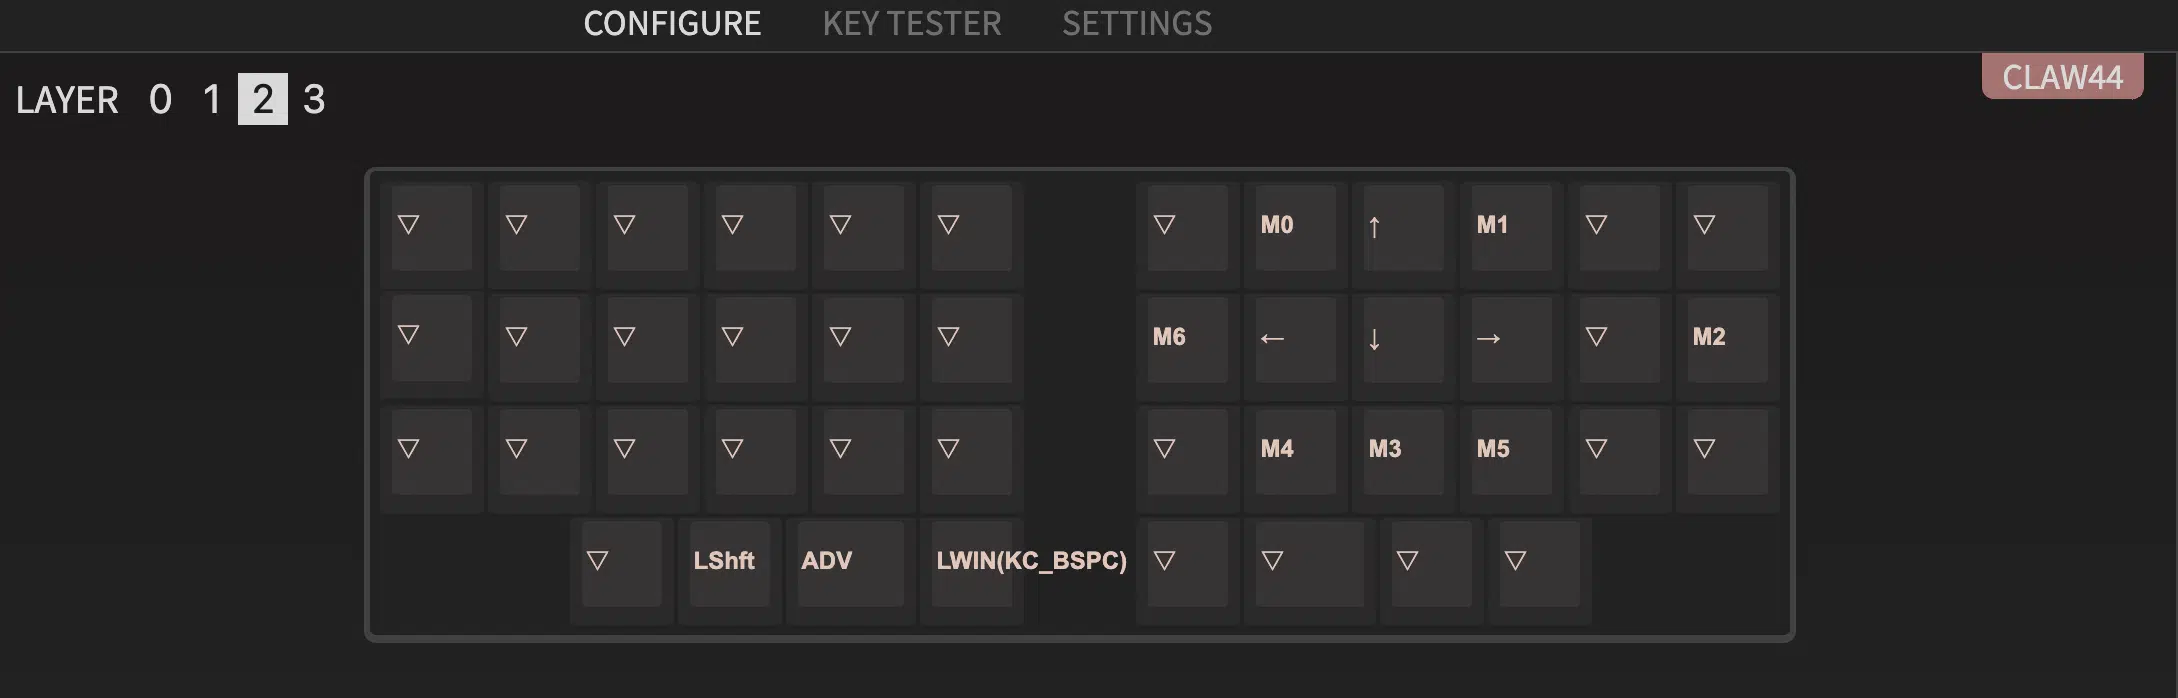 CONFIGURE KEY TESTER SETTINGS
CLAW44
LAYER 0 1 2 3
▽ ▽ ▽ ▽ ▽ ▽ ▽ M0 ↑ M1 ▽ ▽
▽ ▽ ▽ ▽ ▽ ▽ M6 ← ↓ → ▽ M2
▽ ▽ ▽ ▽ ▽ ▽ ▽ M4 M3 M5 ▽ ▽
▽ LShft ADV LWIN(KC_BSPC) ▽ ▽ ▽ ▽